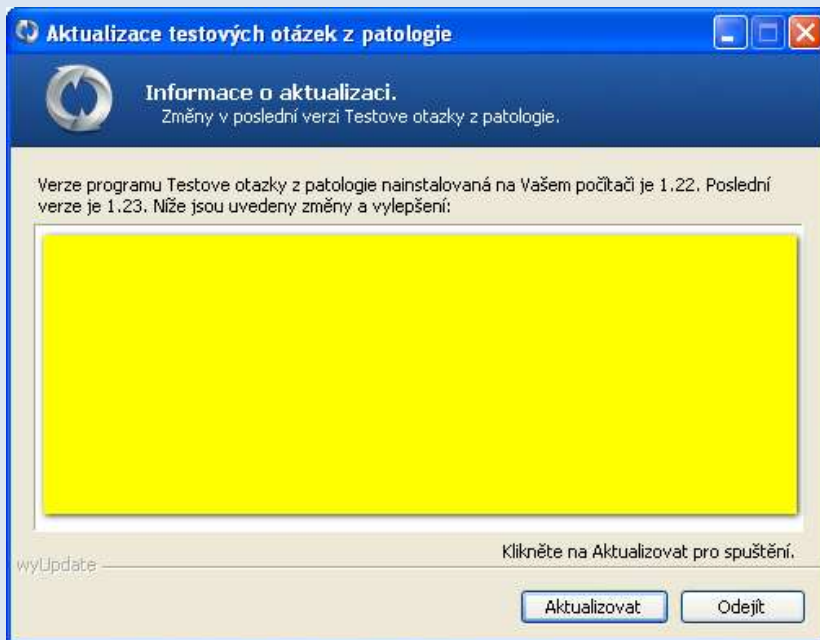 Aktualizace testových otázek z patologie
Informace o aktualizaci.
Změny v poslední verzi Testove otazky z patologie.
Verze programu Testove otazky z patologie nainstalovaná na Vašem počítači je 1.22. Poslední
verze je 1.23. Níže jsou uvedeny změny a vylepšení:
Klikněte na Aktualizovat pro spuštění.
wyUpdate
Aktualizovat
Odejít